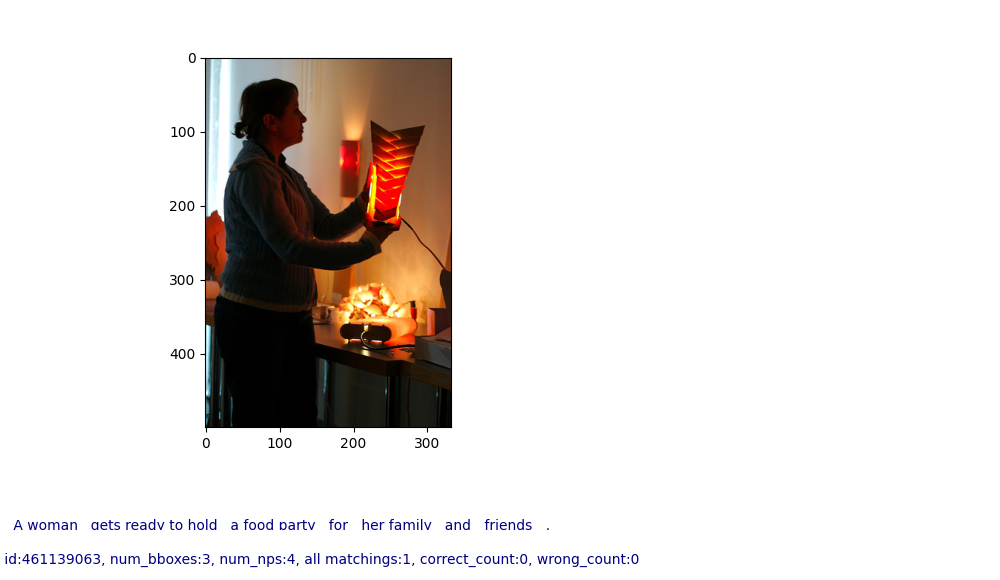 0
100
200
300
400
0 100 200 300
A woman gets ready to hold a food party for her family and friends .
id:461139063, num_bboxes:3, num_nps:4, all matchings:1, correct_count:0, wrong_count:0